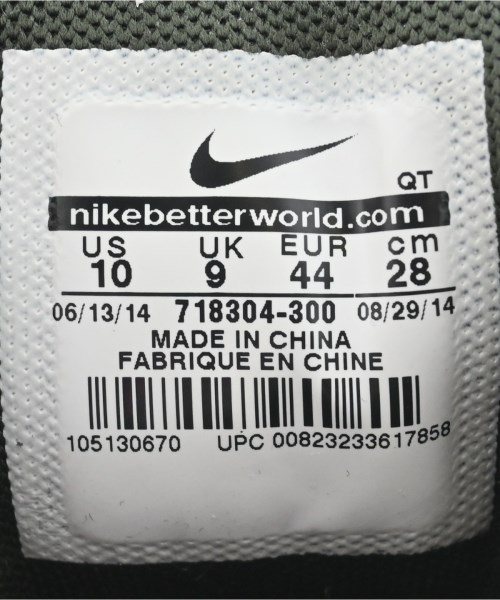 QT
nikebetterworld.com
US UK EUR cm
10 9 44 28
06/13/14 718304-300 08/29/14
MADE IN CHINA
FABRIQUE EN CHINE
105130670 UPC 00823233617858